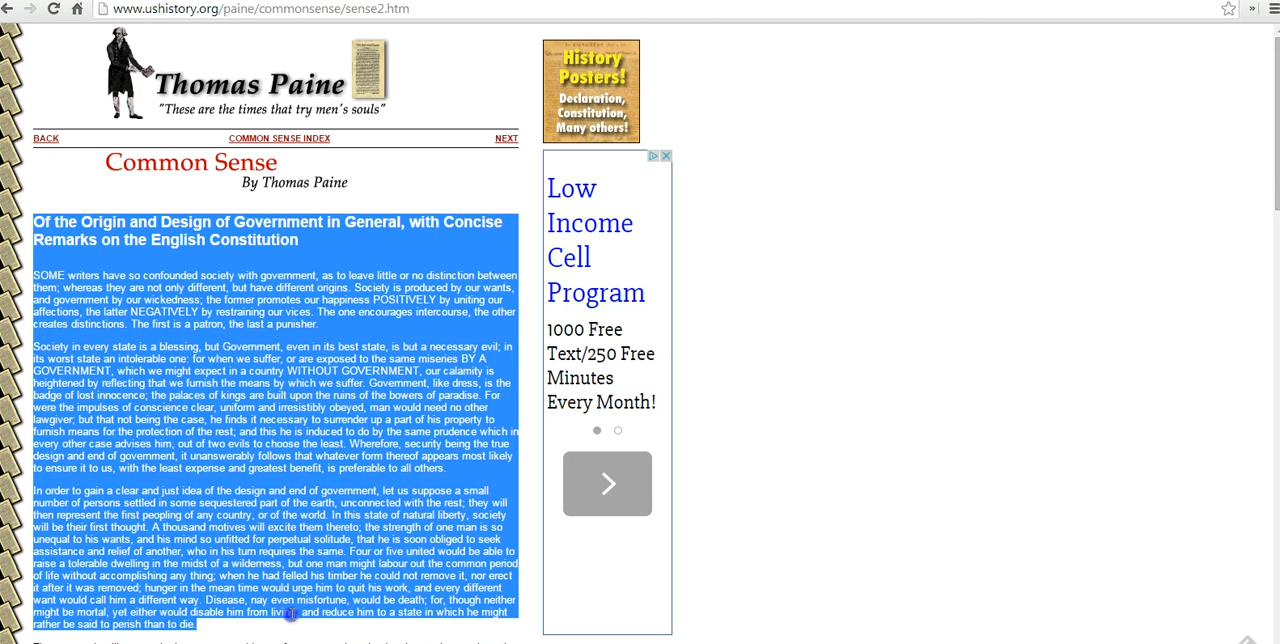 www.ushistory.org/paine/commonsense/sense2.htm
»
Thomas Paine
"These are the times that try men's souls"
BACK
COMMON SENSE INDEX
NEXT
Common Sense
By Thomas Paine
Of the Origin and Design of Government in General, with Concise
Remarks on the English Constitution
SOME writers have so confounded society with government, as to leave little or no distinction between
them; whereas they are not only different, but have different origins. Society is produced by our wants,
and government by our wickedness; the former promotes our happiness POSITIVELY by uniting our
affections, the latter NEGATIVELY by restraining our vices. The one encourages intercourse, the other
creates distinctions. The first is a patron, the last a punisher.
Society in every state is a blessing, but Government, even in its best state, is but a necessary evil; in
its worst state an intolerable one: for when we suffer, or are exposed to the same miseries BY A
GOVERNMENT, which we might expect in a country WITHOUT GOVERNMENT, our calamity is
heightened by reflecting that we furnish the means by which we suffer. Government, like dress, is the
badge of lost innocence; the palaces of kings are built upon the ruins of the bowers of paradise. For
were the impulses of conscience clear, uniform and irresistibly obeyed, man would need no other
lawgiver; but that not being the case, he finds it necessary to surrender up a part of his property to
furnish means for the protection of the rest; and this he is induced to do by the same prudence which in
every other case advises him, out of two evils to choose the least. Wherefore, security being the true
design and end of government, it unanswerably follows that whatever form thereof appears most likely
to ensure it to us, with the least expense and greatest benefit, is preferable to all others.
In order to gain a clear and just idea of the design and end of government, let us suppose a small
number of persons settled in some sequestered part of the earth, unconnected with the rest; they will
then represent the first peopling of any country, or of the world. In this state of natural liberty, society
will be their first thought. A thousand motives will excite them thereto; the strength of one man is so
unequal to his wants, and his mind so unfitted for perpetual solitude, that he is soon obliged to seek
assistance and relief of another, who in his turn requires the same. Four or five united would be able to
raise a tolerable dwelling in the midst of a wilderness, but one man might labour out the common period
of life without accomplishing any thing; when he had felled his timber he could not remove it, nor erect
it after it was removed; hunger in the mean time would urge him to quit his work, and every different
want would call him a different way. Disease, nay even misfortune, would be death; for, though neither
might be mortal, yet either would disable him from living, and reduce him to a state in which he might
rather be said to perish than to die.
History
Posters!
Declaration,
Constitution,
Many others!
Low
Income
Cell
Program
1000 Free
Text/250 Free
Minutes
Every Month!